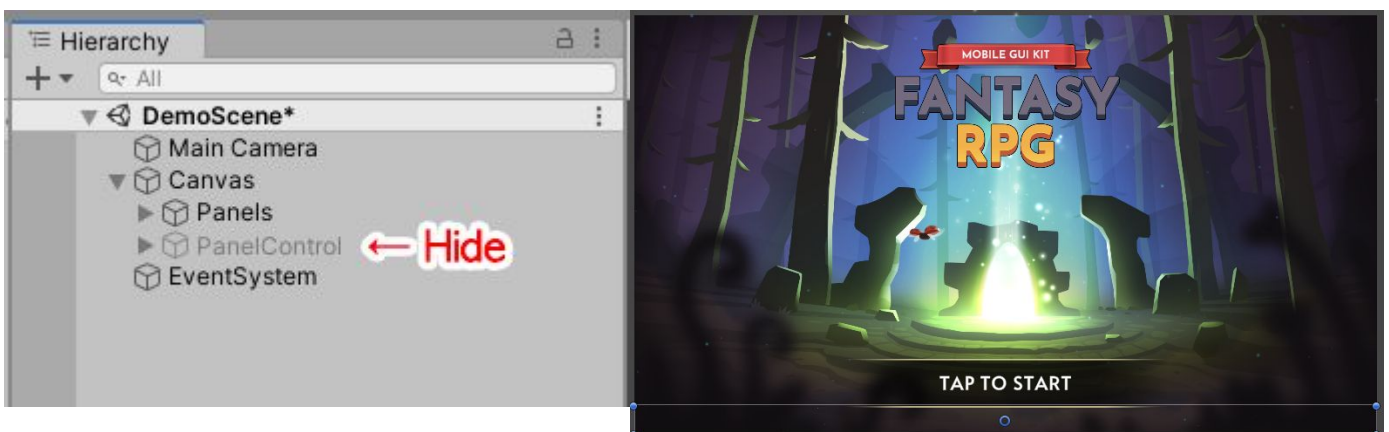 Hierarchy
All
DemoScene*
Main Camera
Canvas
Panels
PanelControl ← Hide
EventSystem
MOBILE GUI KIT
FANTASY
RPG
TAP TO START